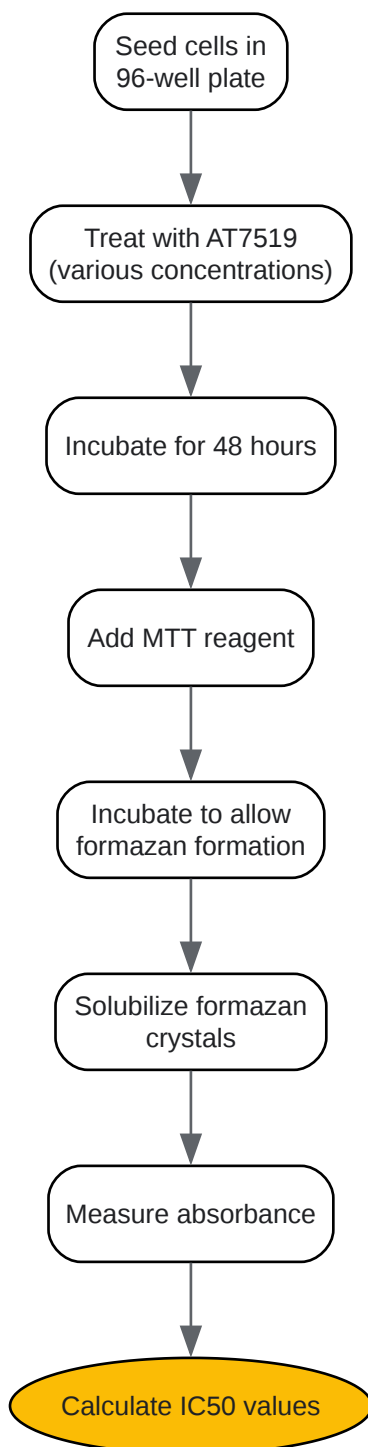 Seed cells in
96-well plate
Treat with AT7519
(various concentrations)
Incubate for 48 hours
Add MTT reagent
Incubate to allow
formazan formation
Solubilize formazan
crystals
Measure absorbance
Calculate IC50 values